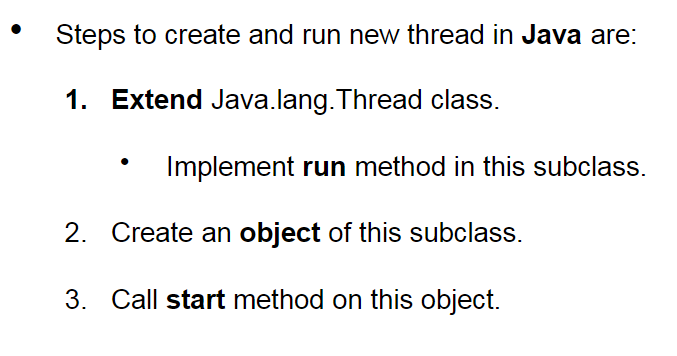 • Steps to create and run new thread in Java are:
1. Extend Java.lang.Thread class.
• Implement run method in this subclass.
2. Create an object of this subclass.
3. Call start method on this object.